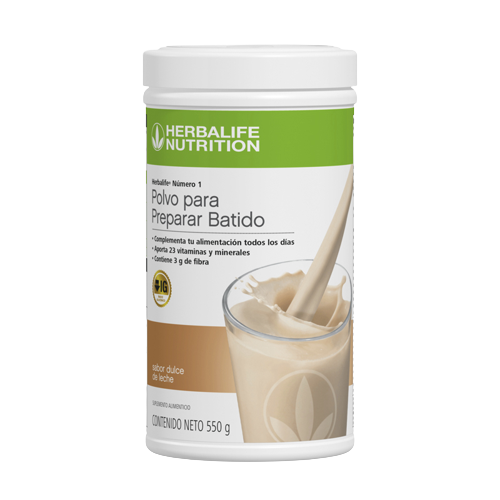 HERBALIFE
NUTRITION
Herbalife® Número 1
Polvo para
Preparar Batido
• Complementa tu alimentación todos los días
• Aporta 23 vitaminas y minerales
• Contiene 3 g de fibra
IG
sabor dulce
de leche
SUPLEMENTO ALIMENTICIO
CONTENIDO NETO 550 g